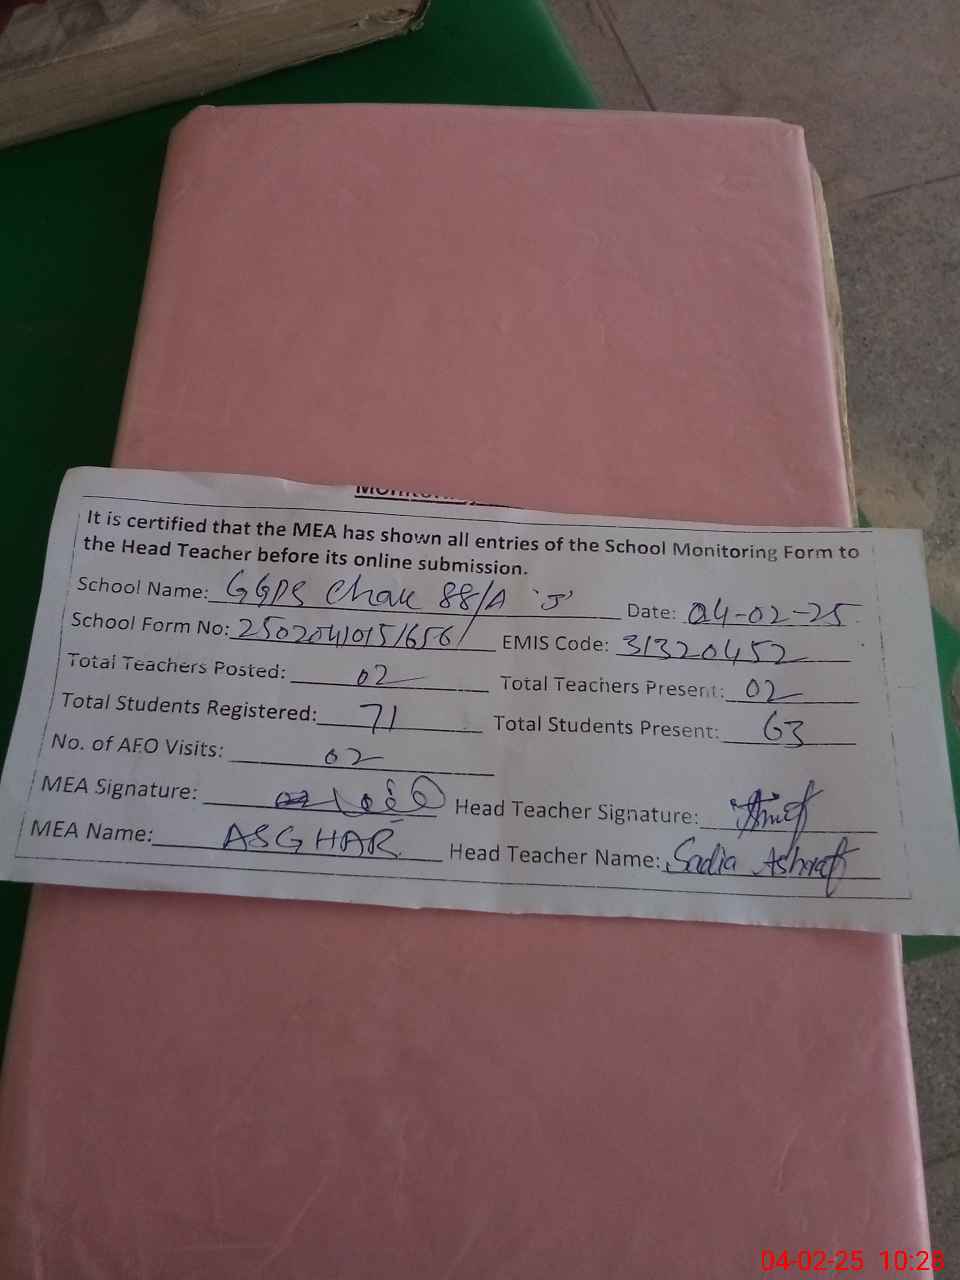 It is certified that the MEA has shown all entries of the School Monitoring Form to
the Head Teacher before its online submission.
School Name: GGPS Chak 88/A 'J' Date: 04-02-25
School Form No: EMIS Code: 31320452
Total Teachers Posted: 02 Total Teachers Present: 02
Total Students Registered: 71 Total Students Present: 63
No. of AEO Visits: 02
MEA Signature: Head Teacher Signature:
MEA Name: ASGHAR Head Teacher Name: Sadia Ashraf
04-02-25 10:28